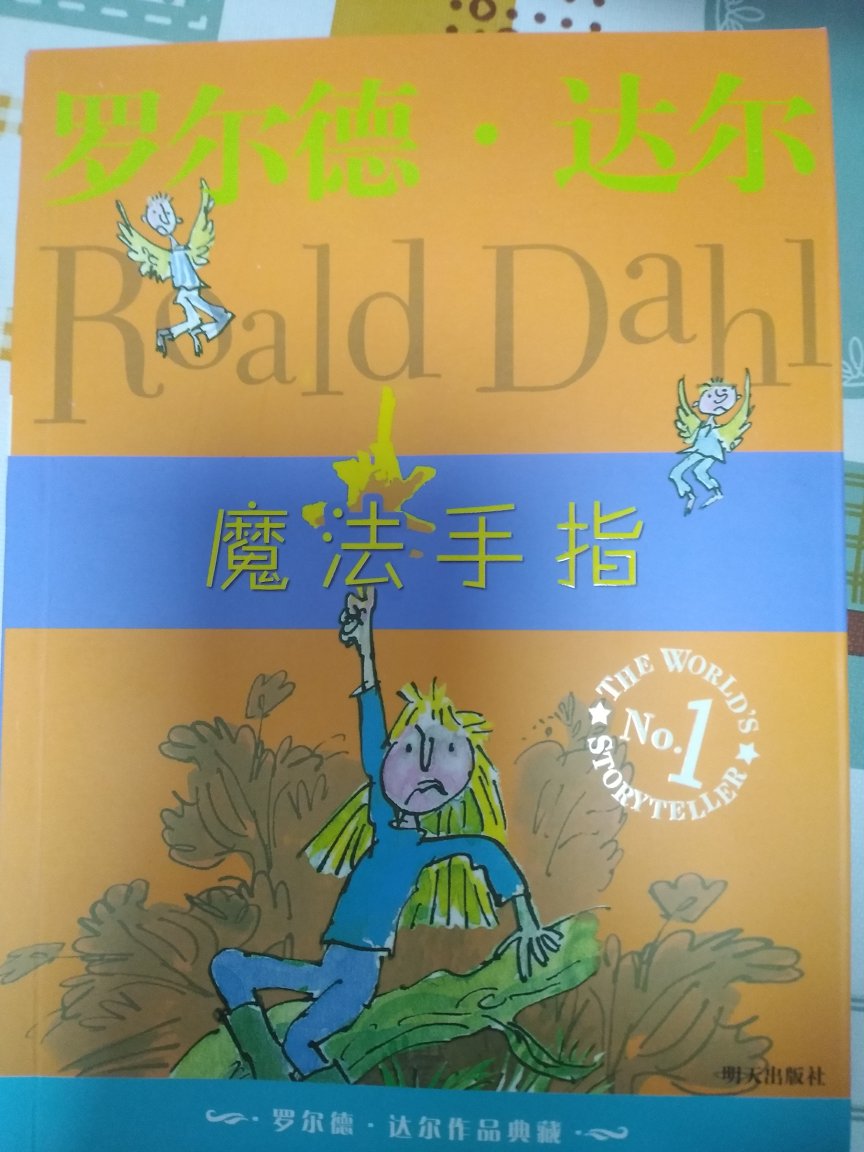 罗尔德·达尔
Roald Dahl
魔法手指
THE WORLD'S
No.1
STORYTELLER
明天出版社
罗尔德·达尔作品典藏